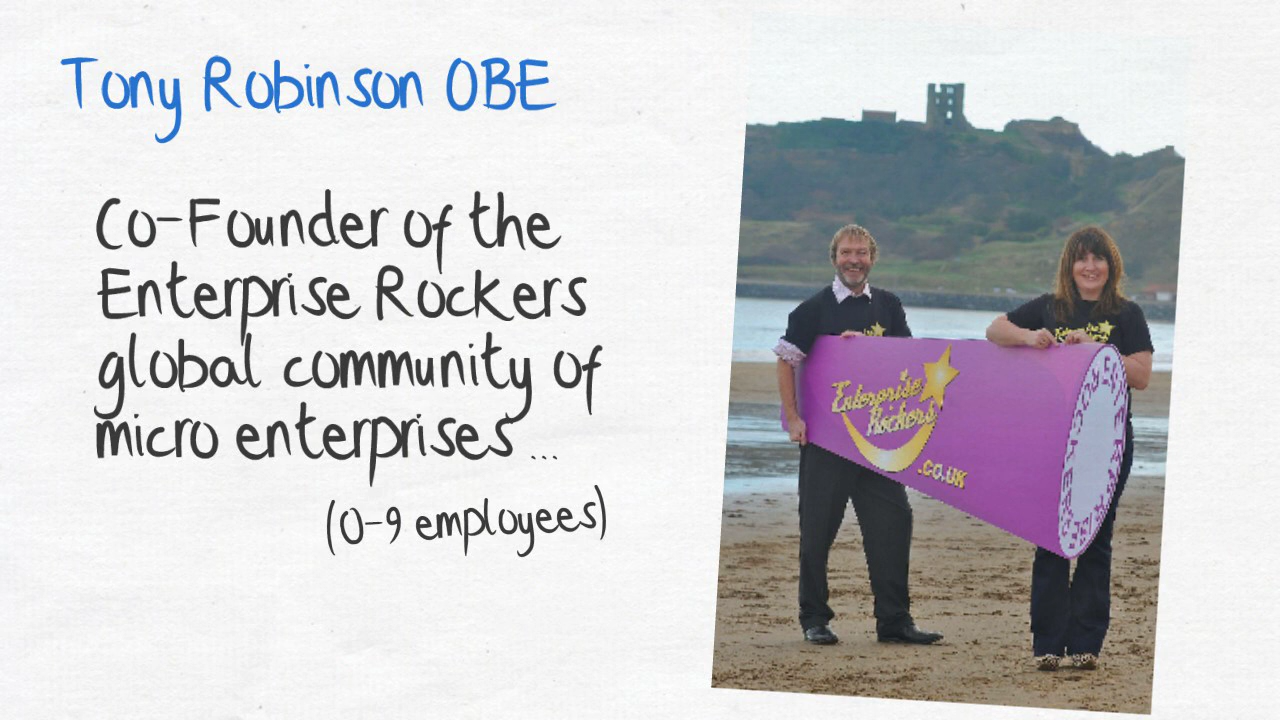 Tony Robinson OBE
Co-Founder of the
Enterprise Rockers
global community of
micro enterprises ...
(0-9 employees)
Enterprise
Rockers
.CO.UK